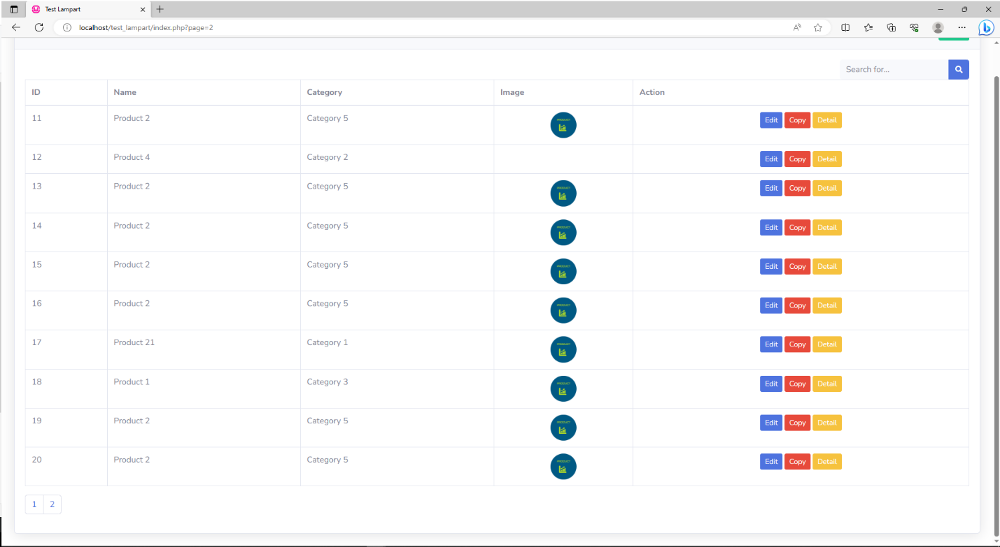 Test Lampart
localhost/test_lampart/index.php?page=2
Search for...
ID Name Category Image Action
11 Product 2 Category 5 PRODUCT Edit Copy Detail
12 Product 4 Category 2 Edit Copy Detail
13 Product 2 Category 5 PRODUCT Edit Copy Detail
14 Product 2 Category 5 PRODUCT Edit Copy Detail
15 Product 2 Category 5 PRODUCT Edit Copy Detail
16 Product 2 Category 5 PRODUCT Edit Copy Detail
17 Product 21 Category 1 PRODUCT Edit Copy Detail
18 Product 1 Category 3 PRODUCT Edit Copy Detail
19 Product 2 Category 5 PRODUCT Edit Copy Detail
20 Product 2 Category 5 PRODUCT Edit Copy Detail
1 2